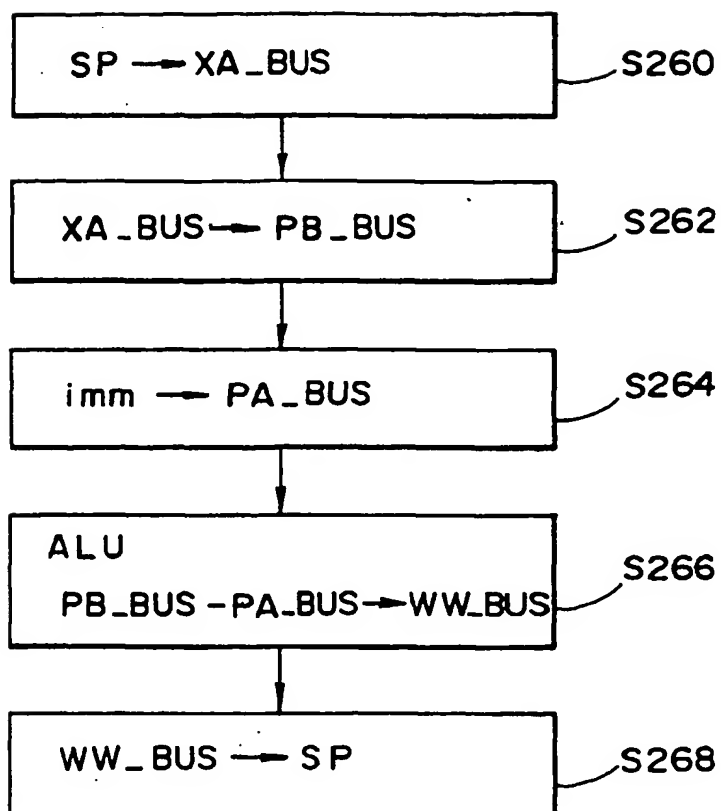 SP → XA_BUS
S260
XA_BUS → PB_BUS
S262
imm → PA_BUS
S264
ALU
PB_BUS - PA_BUS → WW_BUS
S266
WW_BUS → SP
S268